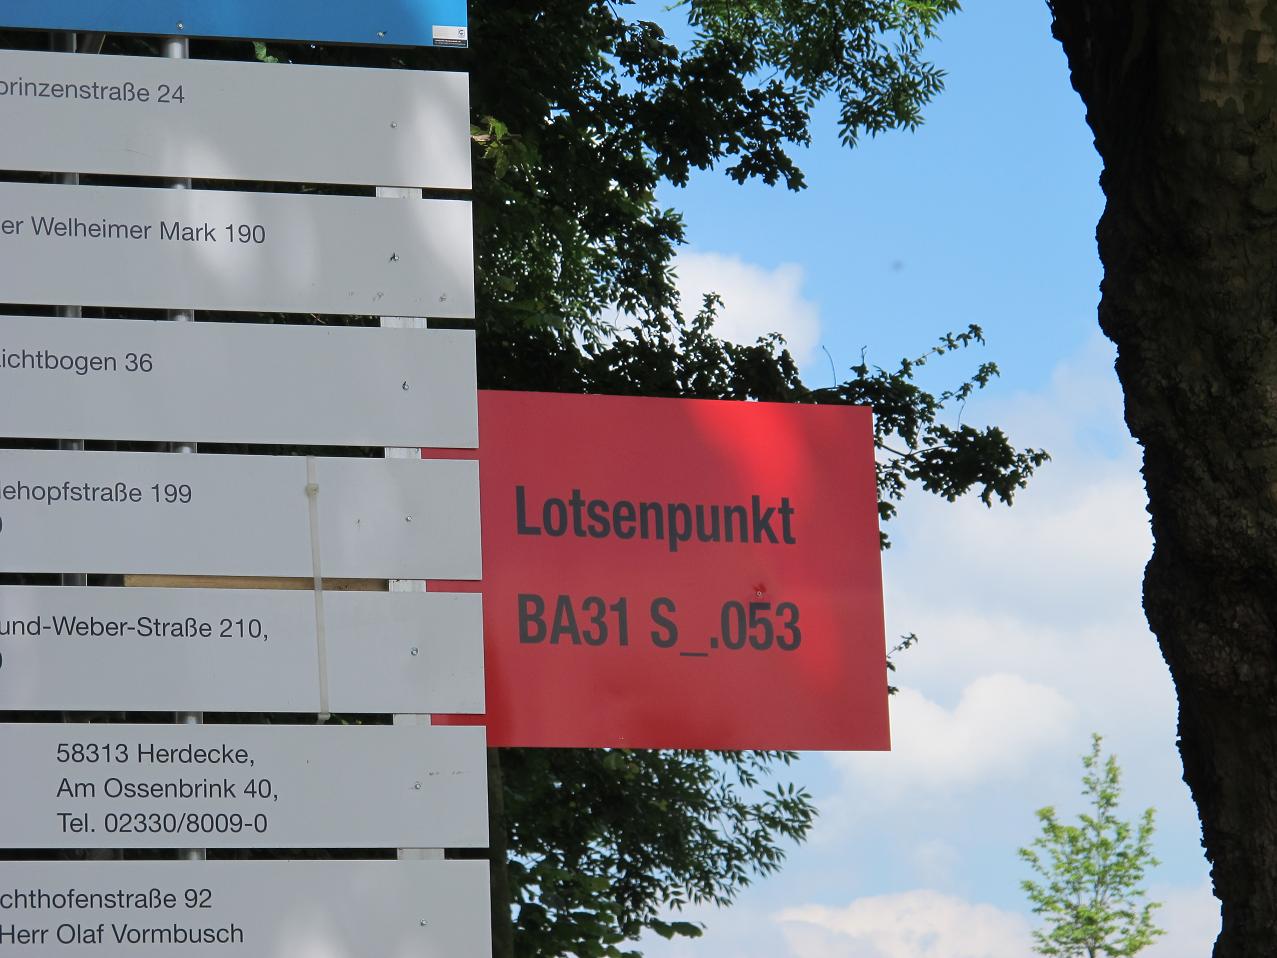 prinzenstraße 24
er Welheimer Mark 190
ichtbogen 36
ehopfstraße 199
und-Weber-Straße 210,
58313 Herdecke,
Am Ossenbrink 40,
Tel. 02330/8009-0
chthofenstraße 92
Herr Olaf Vormbusch
Lotsenpunkt
BA31 S_.053